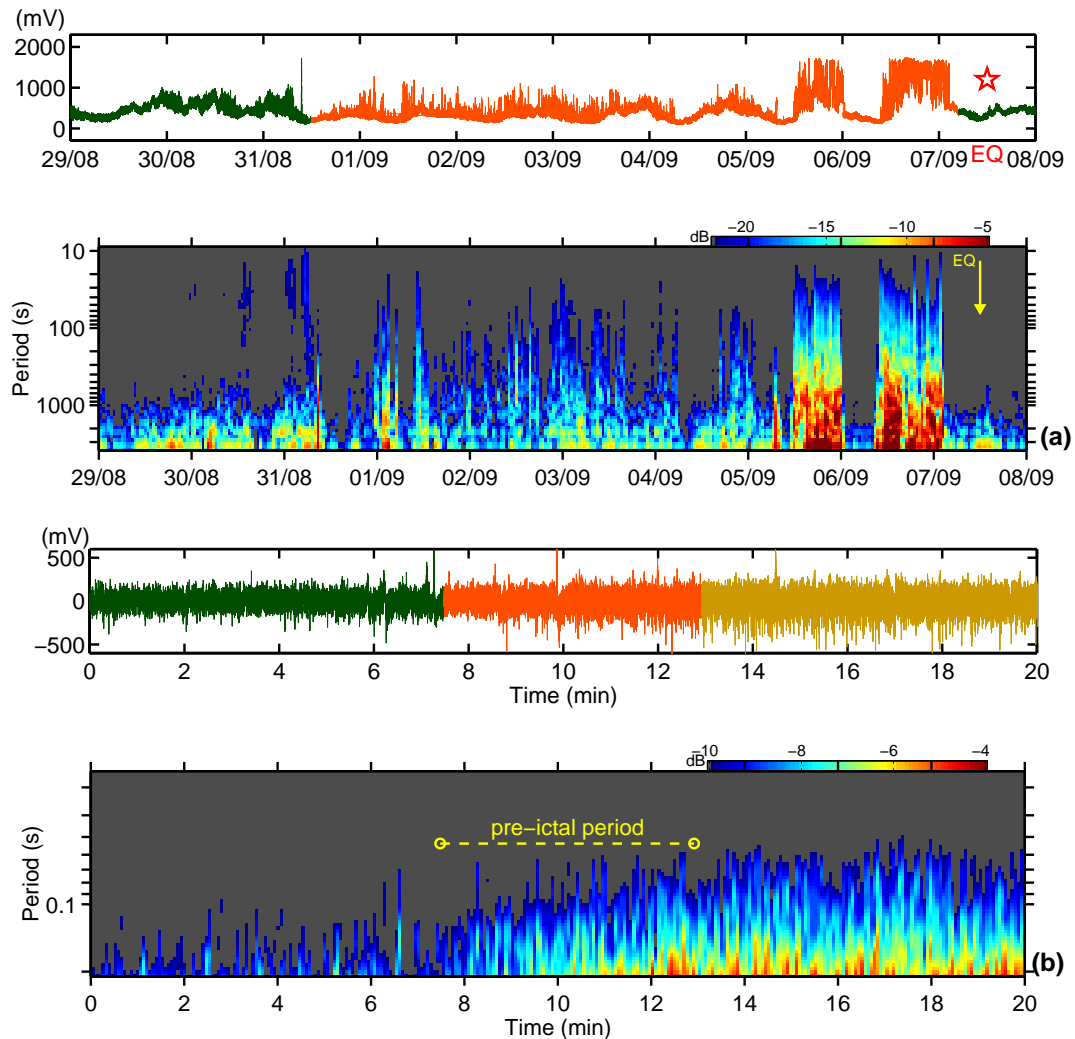 (mV)
2000
1000
0
29/08 30/08 31/08 01/09 02/09 03/09 04/09 05/09 06/09 07/09 08/09
EQ
dB −20 −15 −10 −5
10
100
1000
Period (s)
EQ
(a)
29/08 30/08 31/08 01/09 02/09 03/09 04/09 05/09 06/09 07/09 08/09
(mV)
500
0
−500
0 2 4 6 8 10 12 14 16 18 20
Time (min)
−10 −8 −6 −4
dB
pre−ictal period
Period (s)
0.1
(b)
0 2 4 6 8 10 12 14 16 18 20
Time (min)